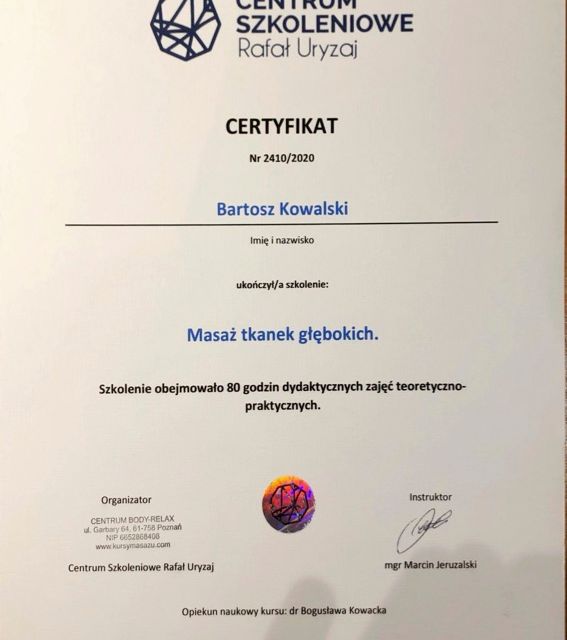 CENTRUM
SZKOLENIOWE
Rafał Uryzaj
CERTYFIKAT
Nr 2410/2020
Bartosz Kowalski
Imię i nazwisko
ukończył/a szkolenie:
Masaż tkanek głębokich.
Szkolenie obejmowało 80 godzin dydaktycznych zajęć teoretyczno-
praktycznych.
Organizator
Instruktor
CENTRUM BODY-RELAX
ul. Garbary 64, 61-758 Poznań
NIP 6652868408
www.kursymasazu.com
Centrum Szkoleniowe Rafał Uryzaj
mgr Marcin Jeruzalski
Opiekun naukowy kursu: dr Bogusława Kowacka